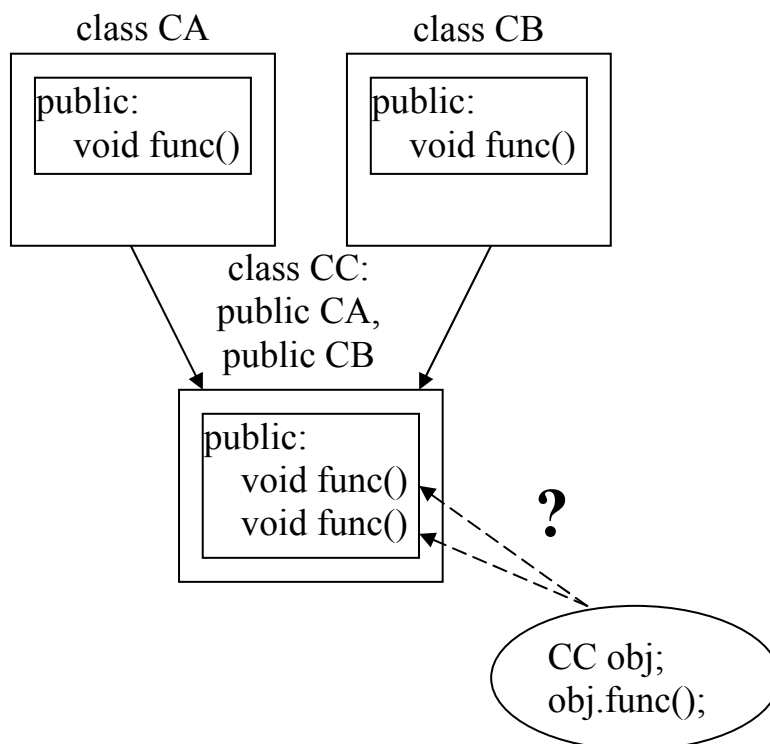 class CA
class CB
public:
void func()
public:
void func()
class CC:
public CA,
public CB
public:
void func()
void func()
?
CC obj;
obj.func();